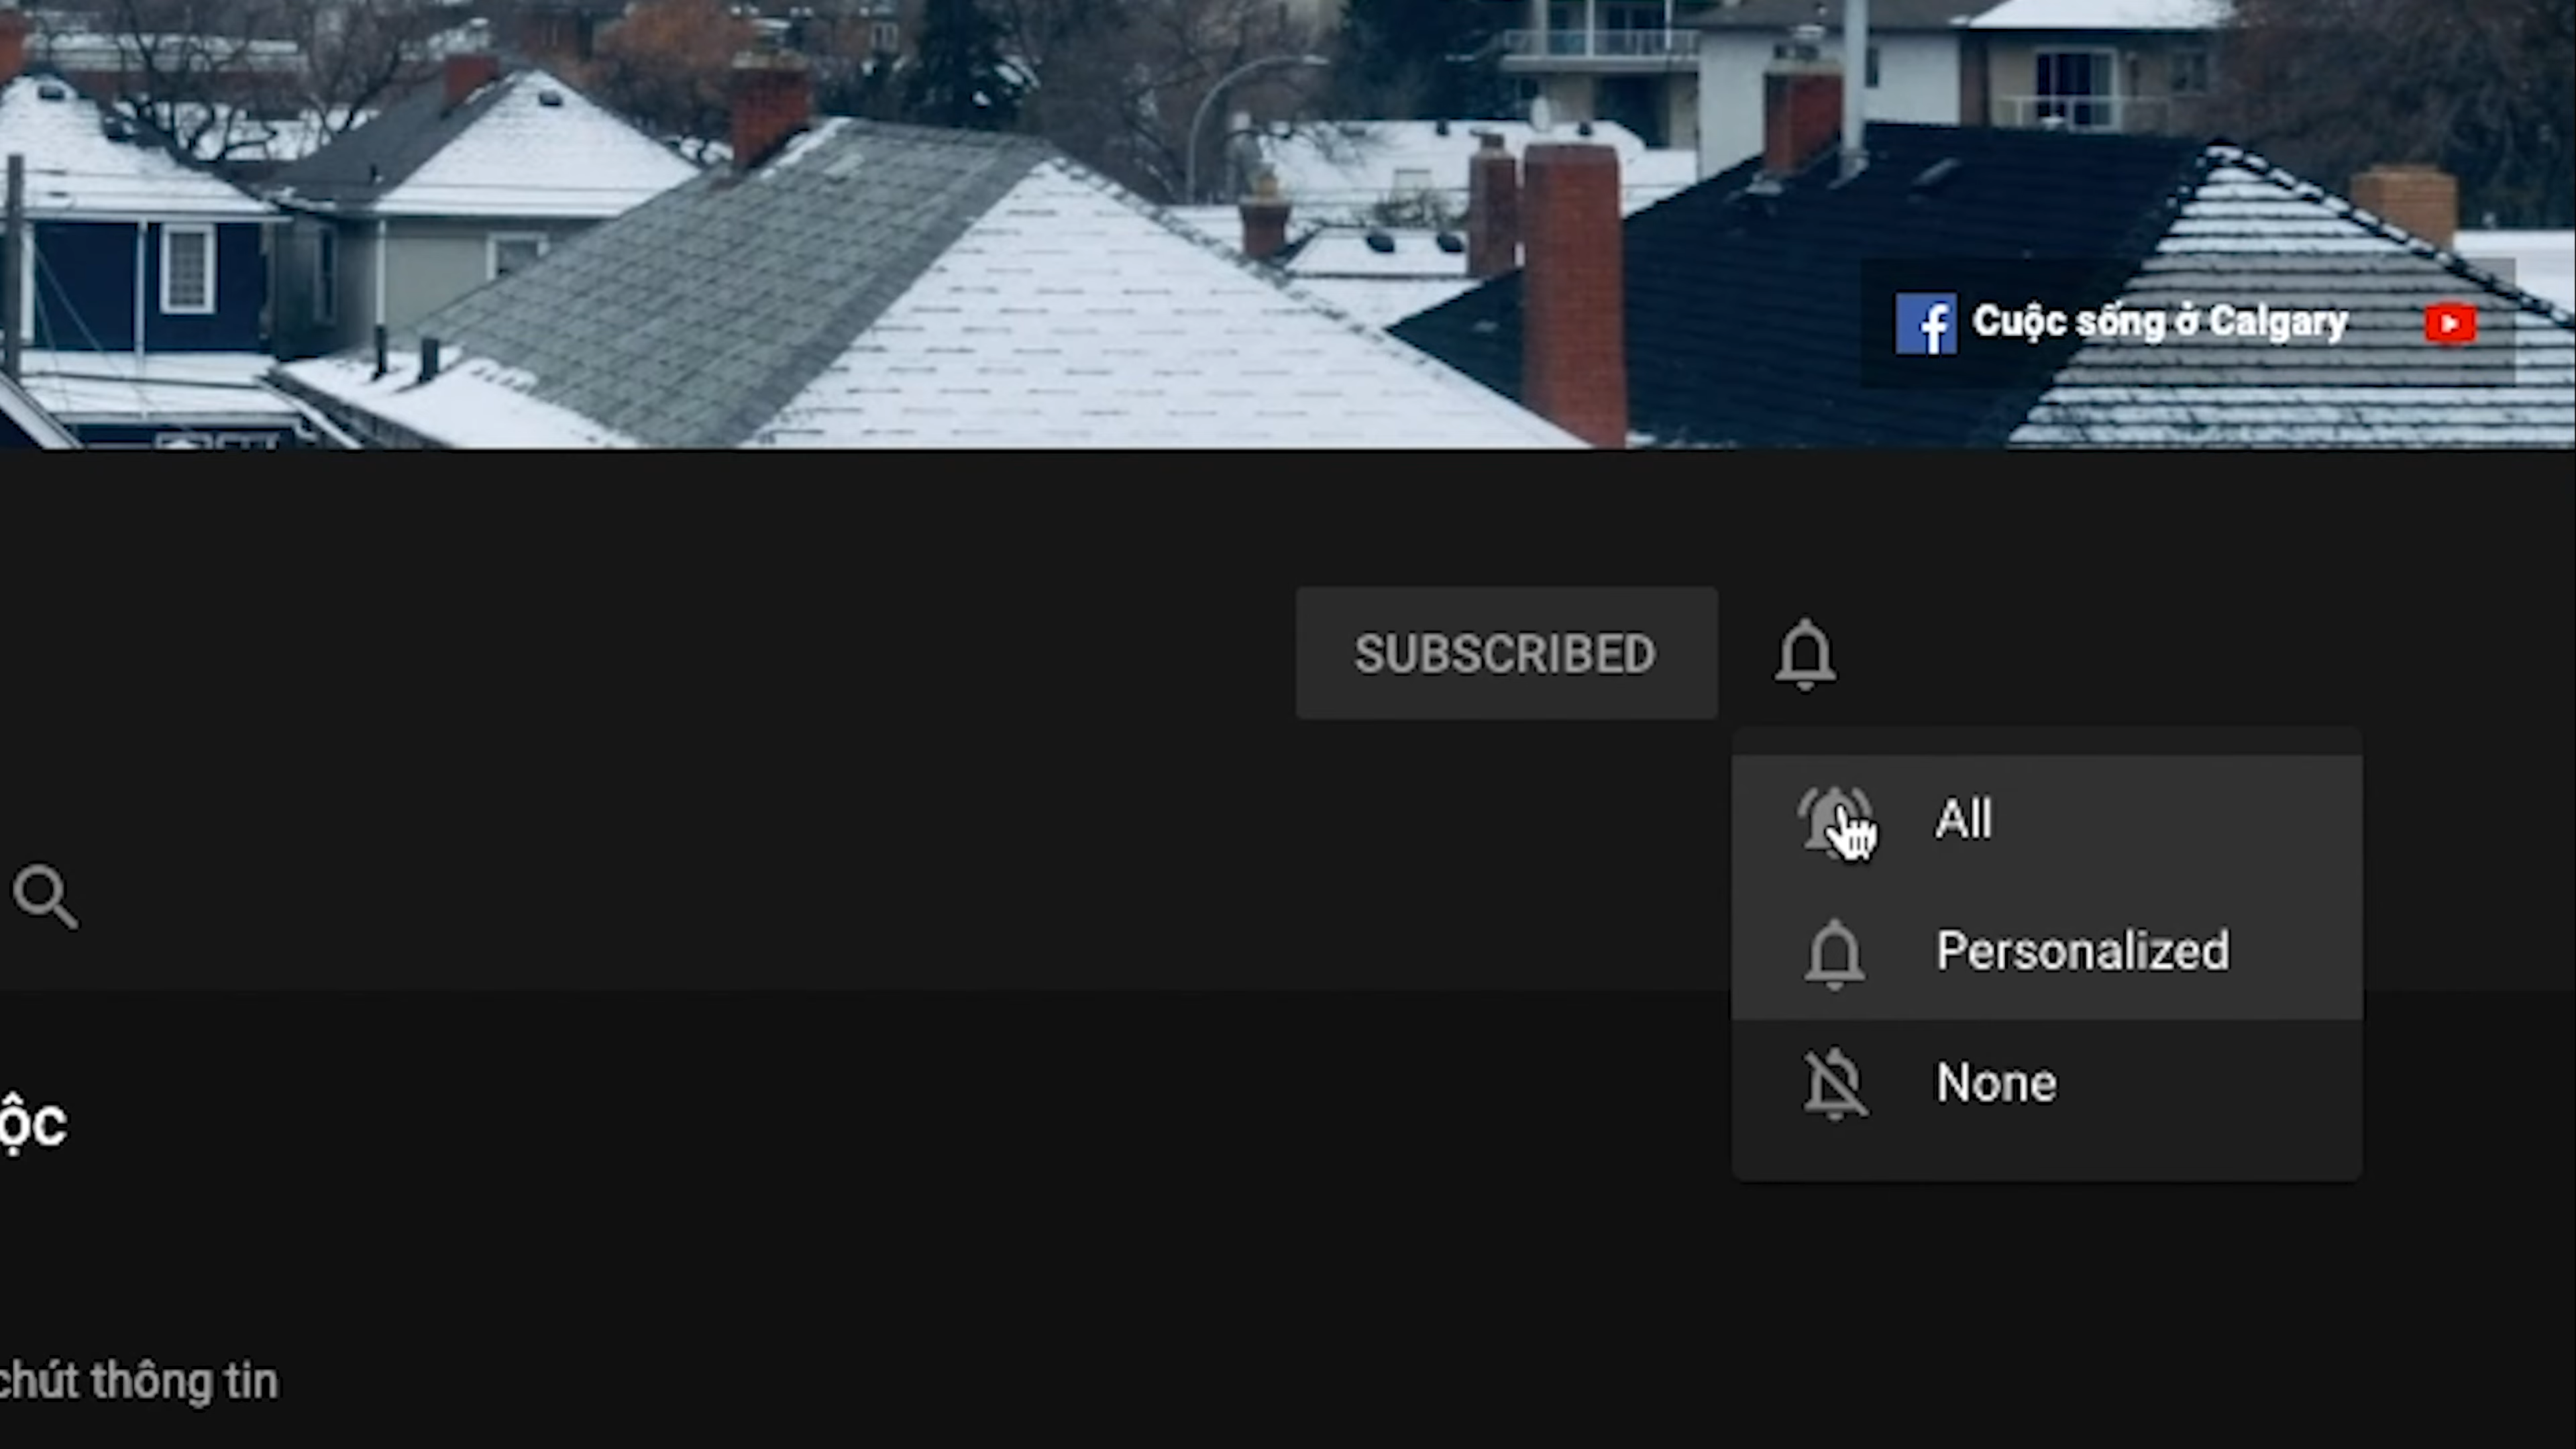 Cuộc sống ở Calgary
SUBSCRIBED
All
Personalized
None
ộc
chút thông tin